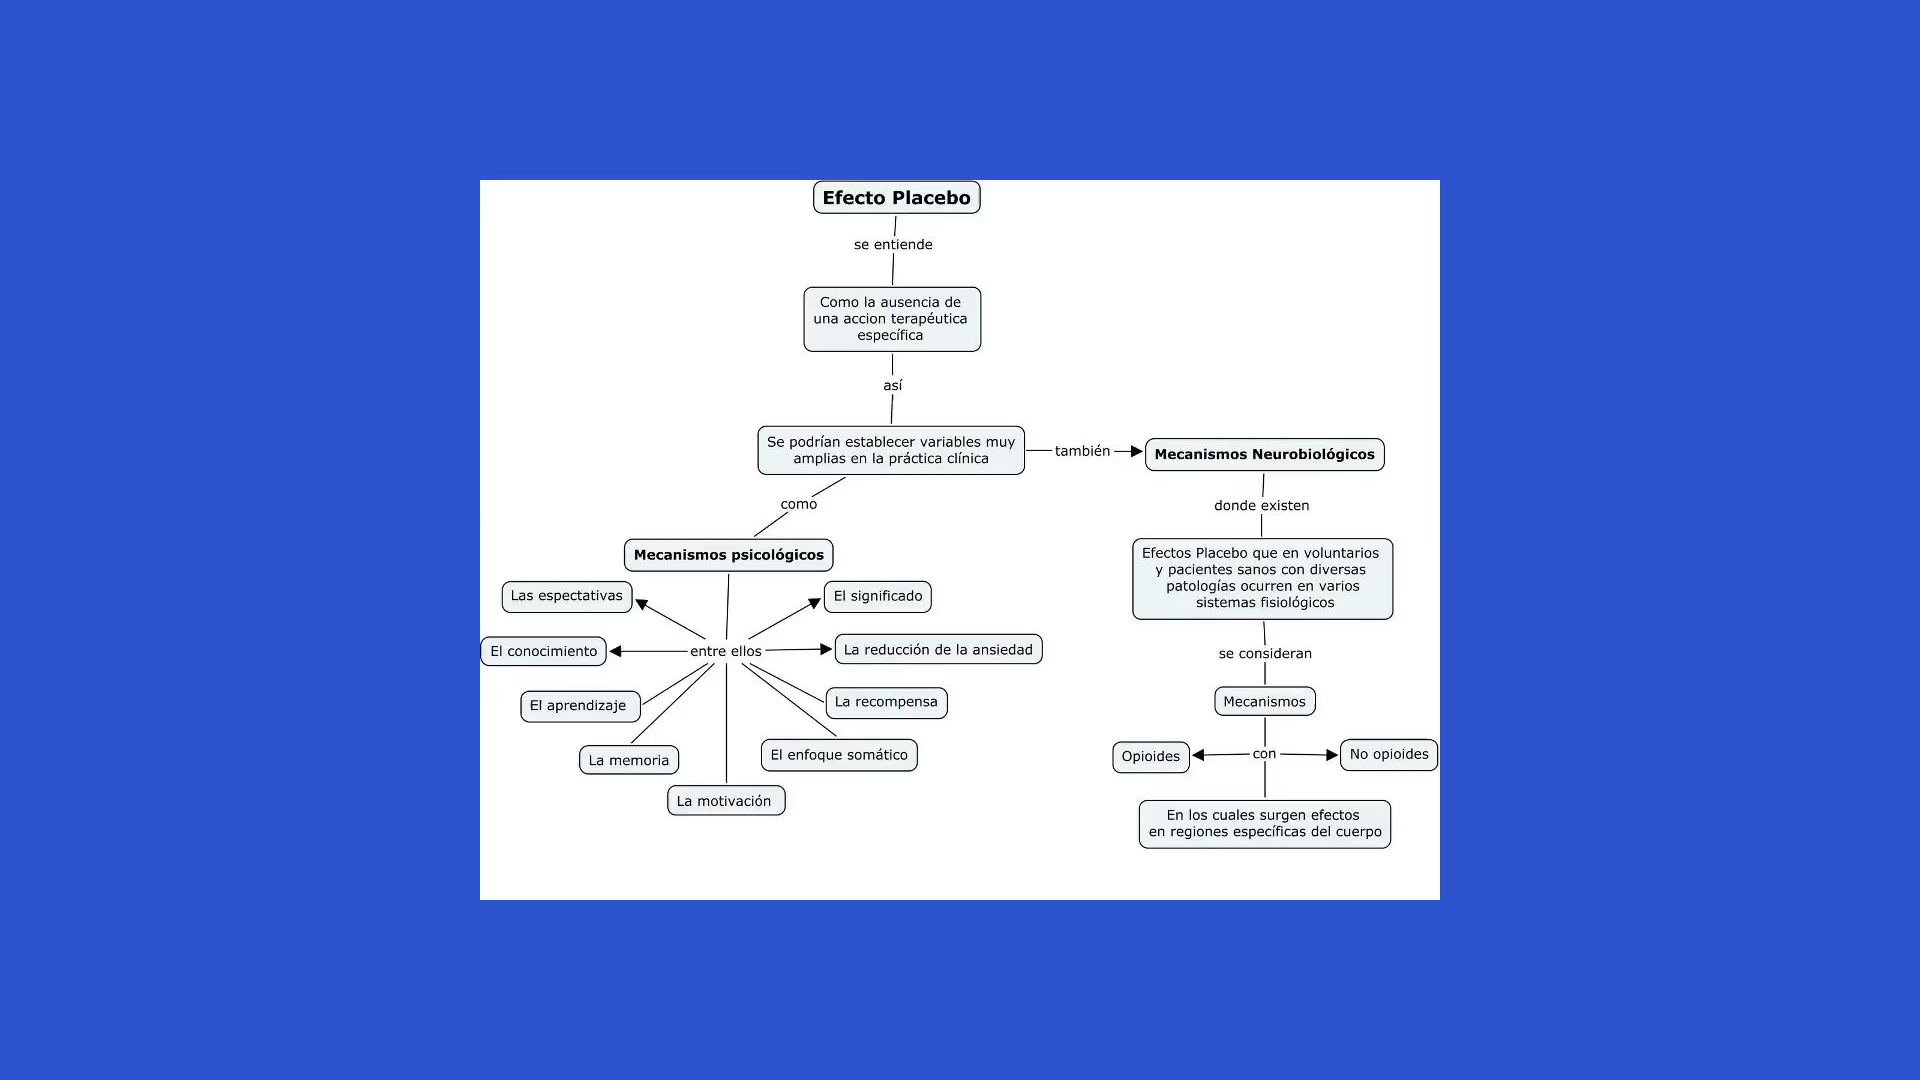 Efecto Placebo
se entiende
Como la ausencia de
una accion terapéutica
específica
así
Se podrían establecer variables muy
amplias en la práctica clínica
también
Mecanismos Neurobiológicos
como
donde existen
Mecanismos psicológicos
Efectos Placebo que en voluntarios
y pacientes sanos con diversas
patologías ocurren en varios
sistemas fisiológicos
Las espectativas
El significado
entre ellos
El conocimiento
La reducción de la ansiedad
El aprendizaje
La recompensa
La memoria
El enfoque somático
La motivación
se consideran
Mecanismos
Opioides
con
No opioides
En los cuales surgen efectos
en regiones específicas del cuerpo